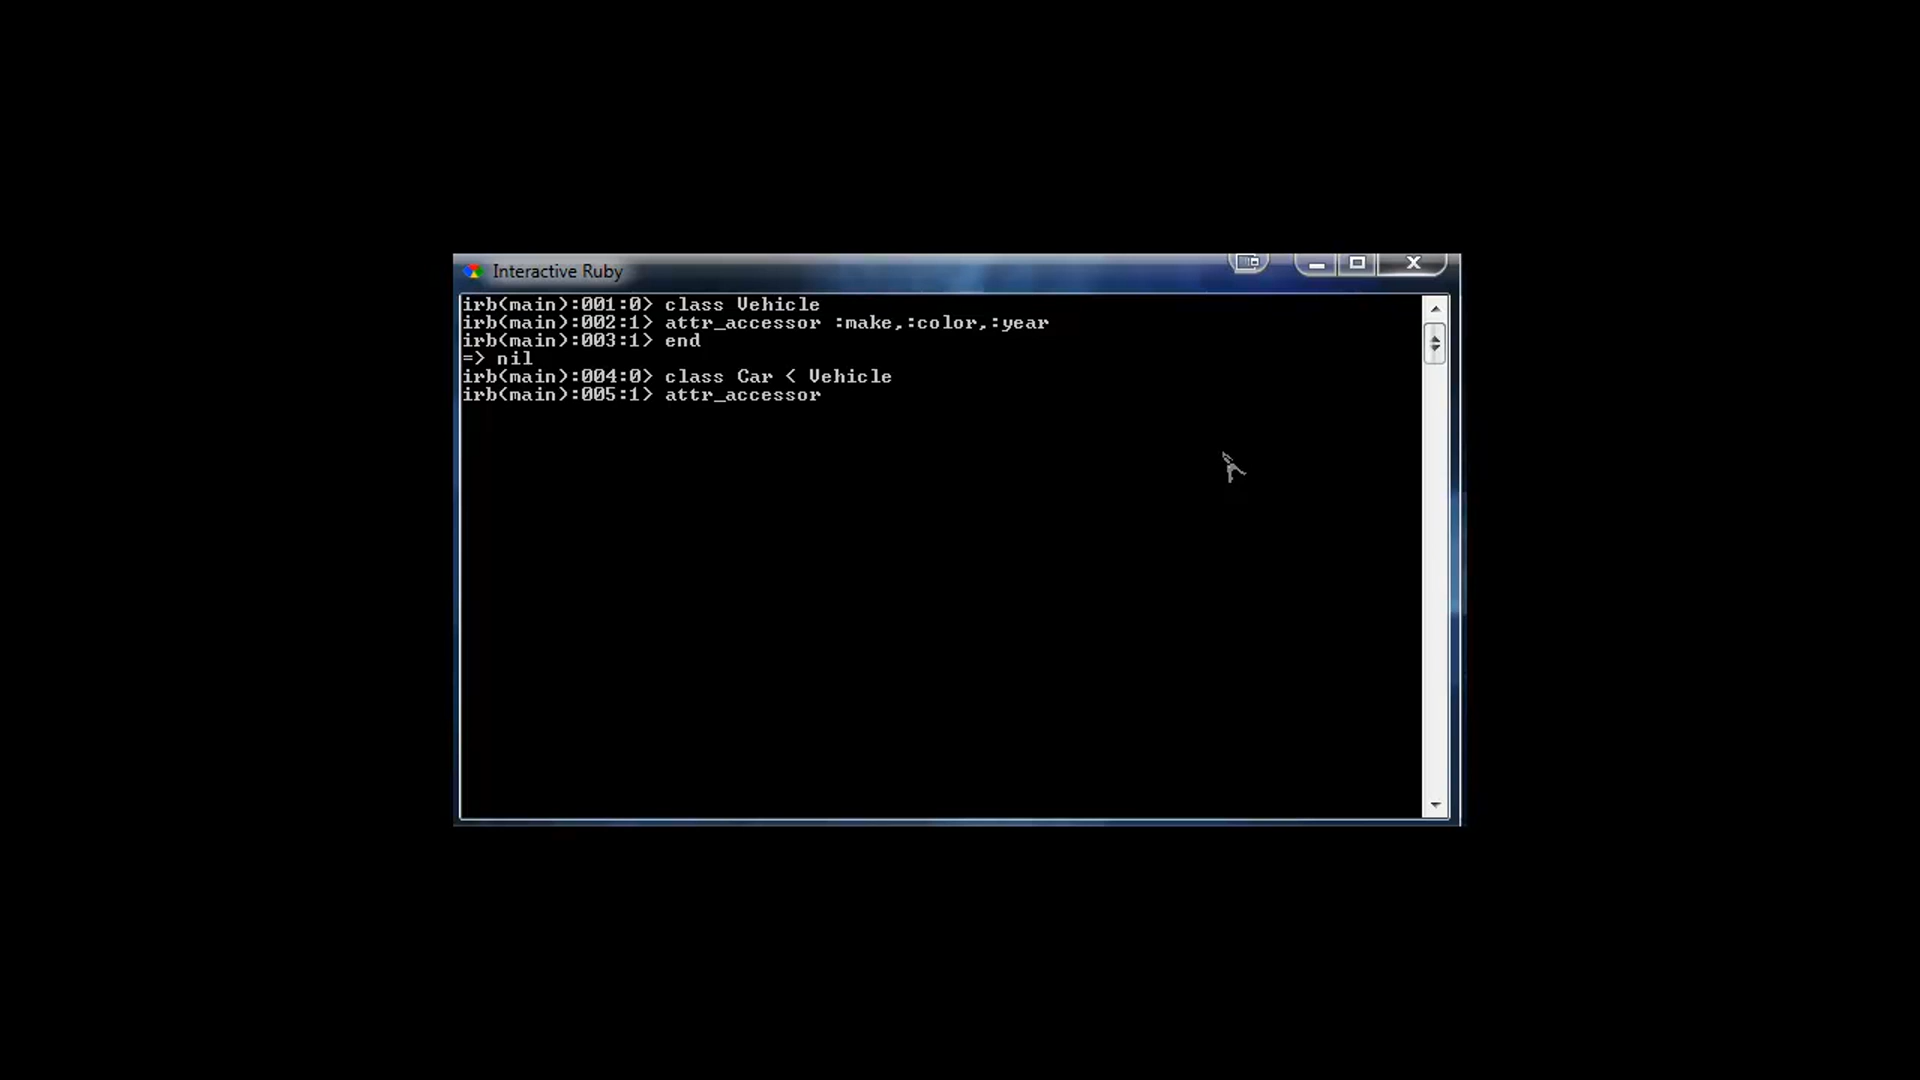 Interactive Ruby
irb(main):001:0> class Vehicle
irb(main):002:1> attr_accessor :make,:color,:year
irb(main):003:1> end
=> nil
irb(main):004:0> class Car < Vehicle
irb(main):005:1> attr_accessor